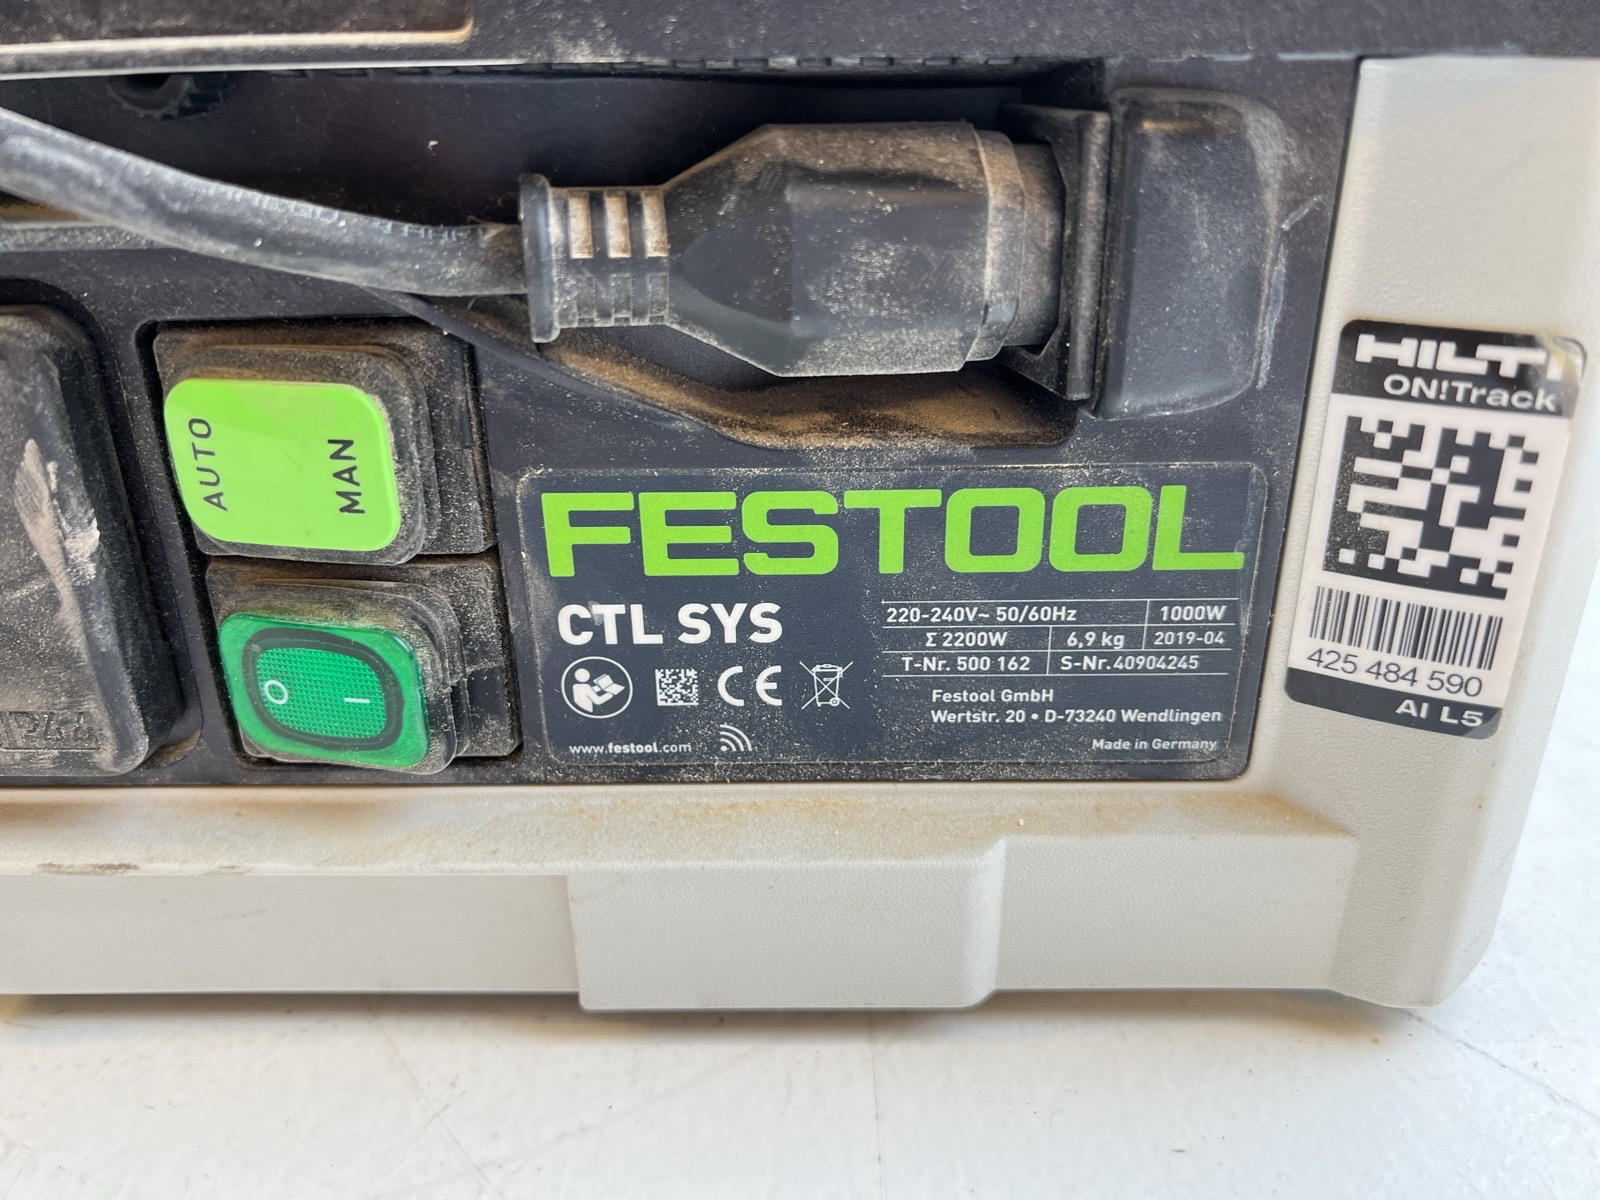 AUTO
MAN
O
I
FESTOOL
CTL SYS
220-240V~ 50/60Hz 1000W
Σ 2200W 6,9 kg 2019-04
T-Nr. 500 162 S-Nr. 40904245
Festool GmbH
Wertstr. 20 • D-73240 Wendlingen
www.festool.com
Made in Germany
CE
HILTI
ON!Track
425 484 590
AI L5